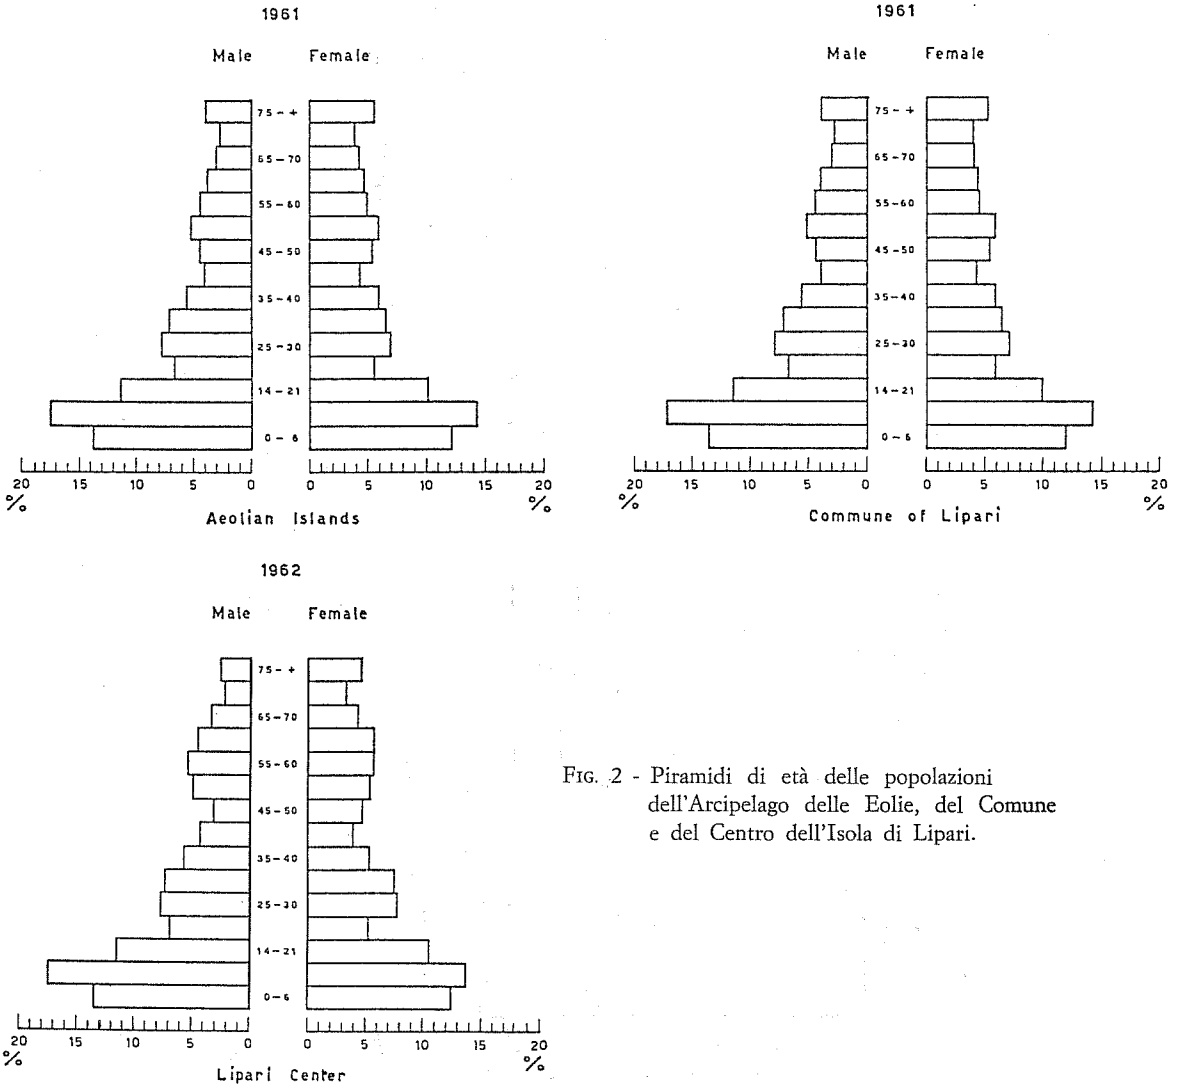 1961
Male Female
75-+
65-70
55-60
45-50
35-40
25-30
14-21
0-6
20 15 10 5 0 0 5 10 15 20
% %
Aeolian Islands
1961
Male Female
75-+
65-70
55-60
45-50
35-40
25-30
14-21
0-6
20 15 10 5 0 0 5 10 15 20
% %
Commune of Lipari
1962
Male Female
75-+
65-70
55-60
45-50
35-40
25-30
14-21
0-6
20 15 10 5 0 0 5 10 15 20
% %
Lipari Center
FIG. 2 - Piramidi di età delle popolazioni
dell'Arcipelago delle Eolie, del Comune
e del Centro dell'Isola di Lipari.